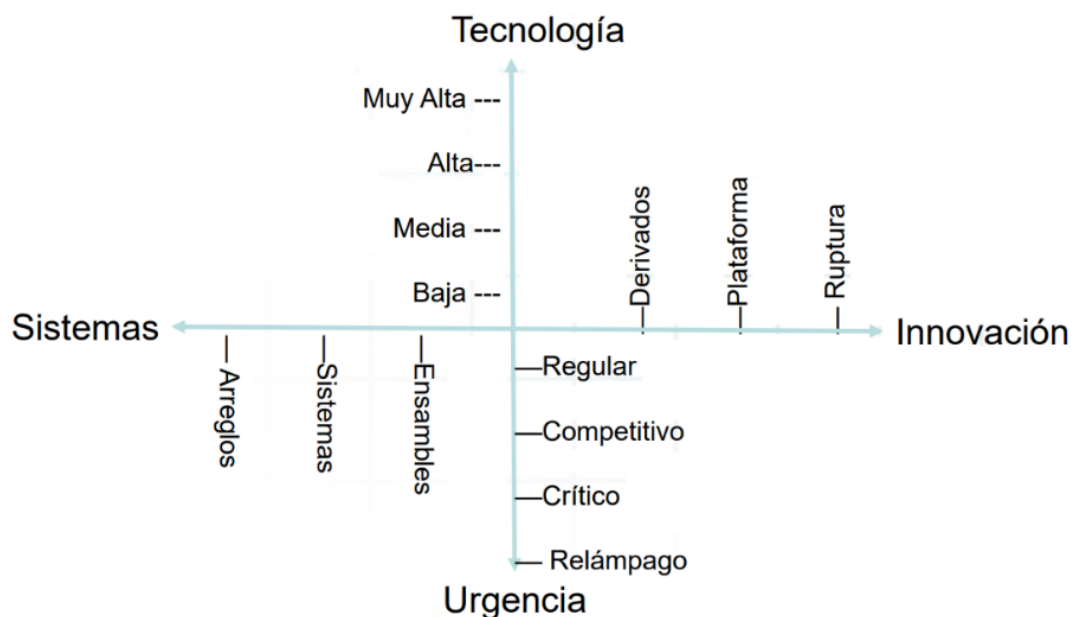 Tecnología
Muy Alta ---
Alta---
Media ---
Baja ---
Derivados
Plataforma
Ruptura
Sistemas
Innovación
Arreglos
Sistemas
Ensambles
Regular
Competitivo
Crítico
Relámpago
Urgencia